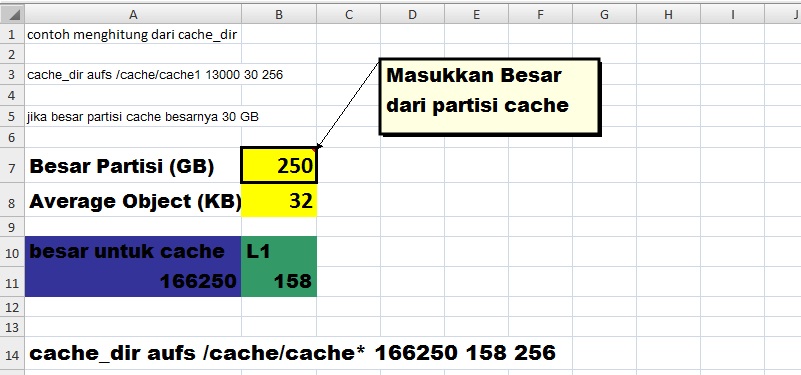 A B C D E F G H I J
1 contoh menghitung dari cache_dir
2
3 cache_dir aufs /cache/cache1 13000 30 256
4
5 jika besar partisi cache besarnya 30 GB
6
Masukkan Besar
dari partisi cache
7 Besar Partisi (GB) 250
8 Average Object (KB) 32
9
10 besar untuk cache L1
11 166250 158
12
13
14 cache_dir aufs /cache/cache* 166250 158 256